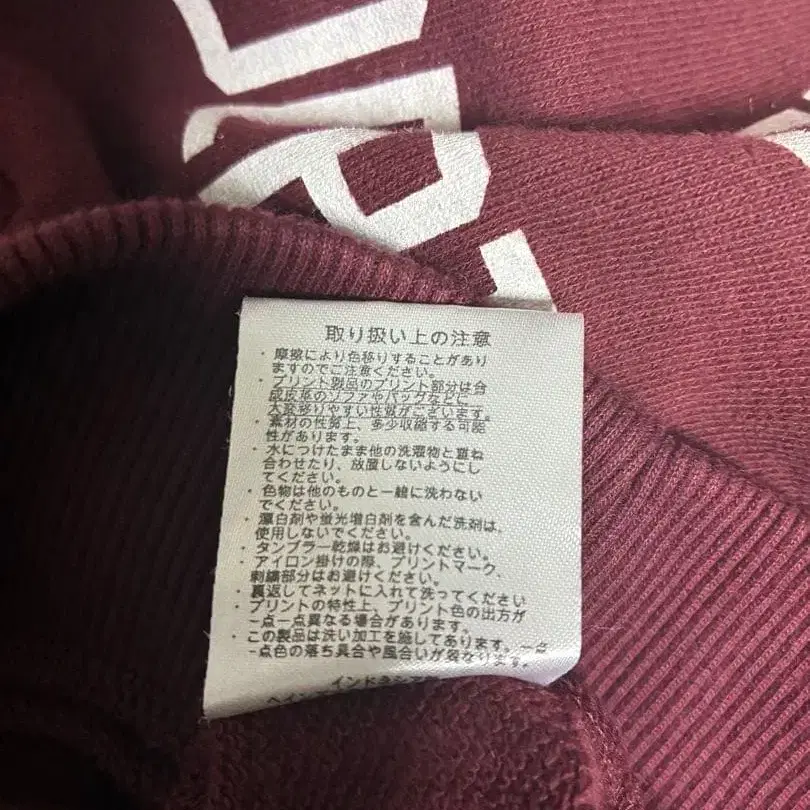 取り扱い上の注意
・摩擦により色移りすることがあり
ますのでご注意ください。
・プリント製品のプリント部分は合
成皮革のソファやバッグなどに
大変移りやすい性質がございます。
・素材の性質上、多少収縮する可能
性があります。
・水につけたまま他の洗濯物と重ね
合わせたり、放置しないようにし
てください。
・色物は他のものと一緒に洗わない
でください。
・漂白剤や蛍光増白剤を含んだ洗剤は、
使用しないでください。
・タンブラー乾燥はお避けください。
・アイロン掛けの際、プリントマーク、
刺繍部分はお避けください。
・裏返してネットに入れて洗ってください
・プリントの特性上、プリント色の出方が
一点一点異なる場合があります。
・この製品は洗い加工を施してあります。一点
一点色の落ち具合や風合いが異なります。
インドネシア